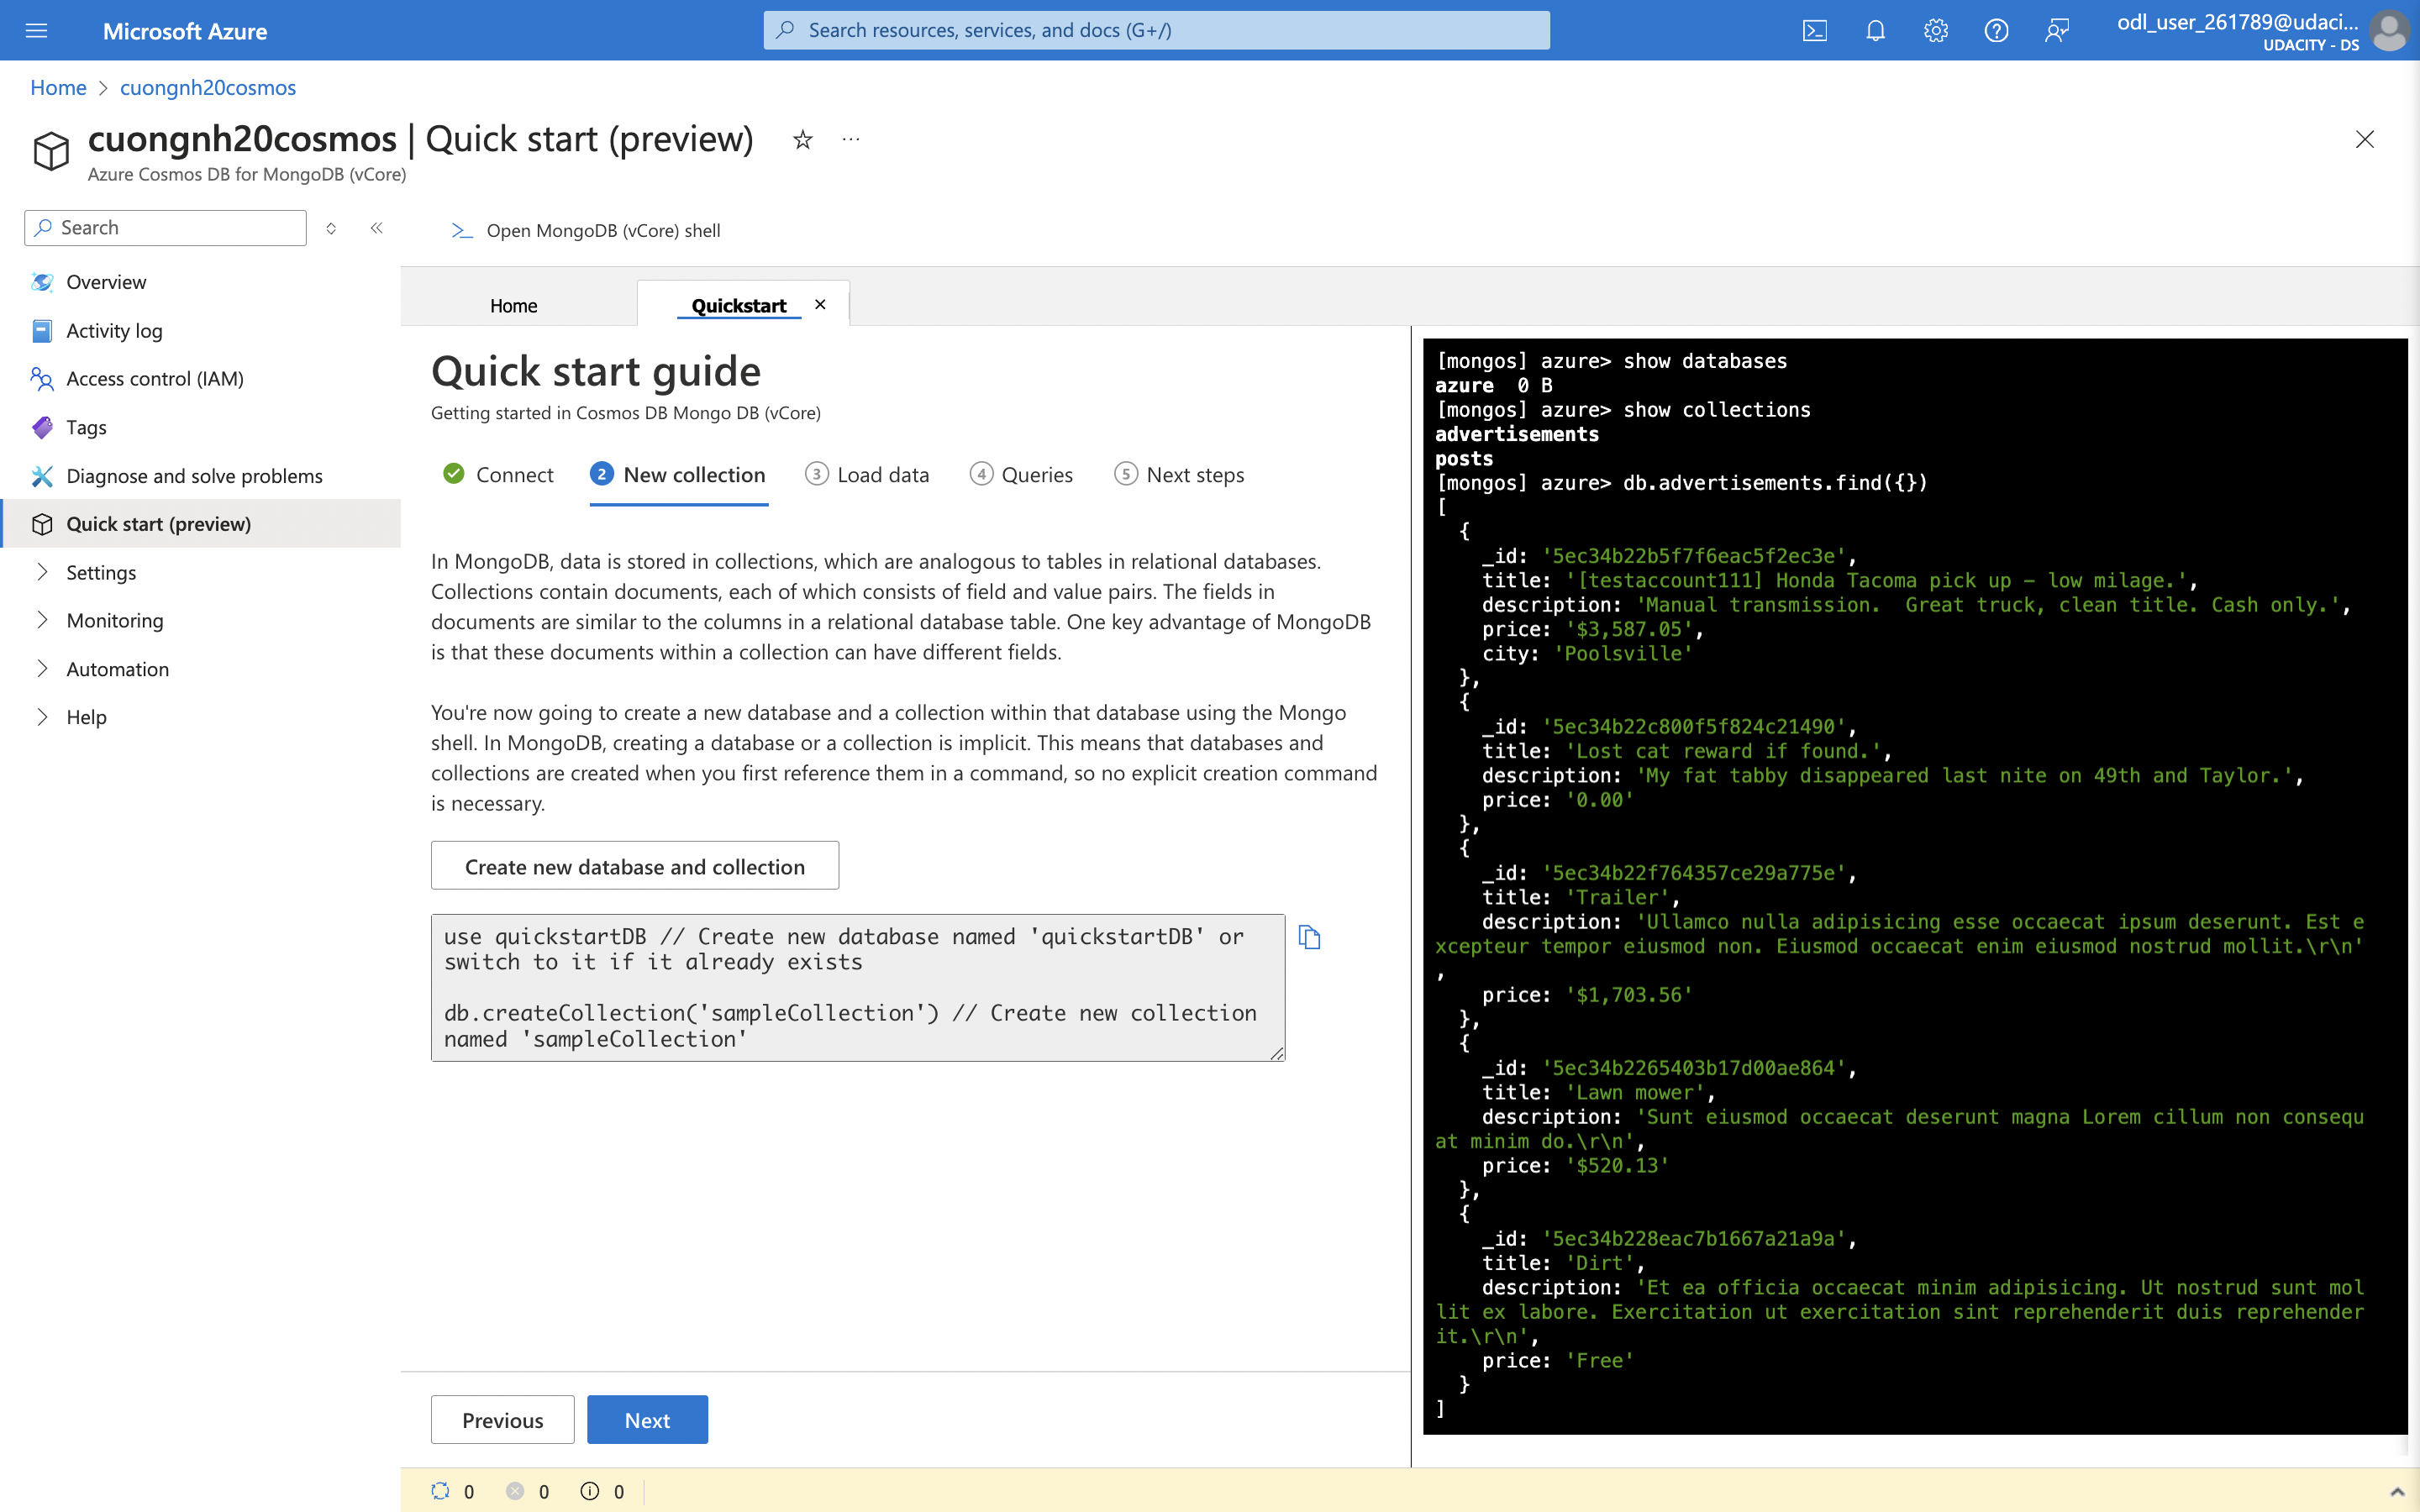 Microsoft Azure
Search resources, services, and docs (G+/)
odl_user_261789@udaci...
UDACITY - DS
Home > cuongnh20cosmos
cuongnh20cosmos | Quick start (preview)
Azure Cosmos DB for MongoDB (vCore)
Search
Overview
Activity log
Access control (IAM)
Tags
Diagnose and solve problems
Quick start (preview)
Settings
Monitoring
Automation
Help
Open MongoDB (vCore) shell
Home
Quickstart
Quick start guide
Getting started in Cosmos DB Mongo DB (vCore)
Connect
2 New collection
3 Load data
4 Queries
5 Next steps
In MongoDB, data is stored in collections, which are analogous to tables in relational databases.
Collections contain documents, each of which consists of field and value pairs. The fields in
documents are similar to the columns in a relational database table. One key advantage of MongoDB
is that these documents within a collection can have different fields.
You're now going to create a new database and a collection within that database using the Mongo
shell. In MongoDB, creating a database or a collection is implicit. This means that databases and
collections are created when you first reference them in a command, so no explicit creation command
is necessary.
Create new database and collection
use quickstartDB // Create new database named 'quickstartDB' or
switch to it if it already exists
db.createCollection('sampleCollection') // Create new collection
named 'sampleCollection'
Previous
Next
0
0
0
[mongos] azure> show databases
azure  0 B
[mongos] azure> show collections
advertisements
posts
[mongos] azure> db.advertisements.find({})
[
  {
    _id: '5ec34b22b5f7f6eac5f2ec3e',
    title: '[testaccount111] Honda Tacoma pick up – low milage.',
    description: 'Manual transmission.  Great truck, clean title. Cash only.',
    price: '$3,587.05',
    city: 'Poolsville'
  },
  {
    _id: '5ec34b22c800f5f824c21490',
    title: 'Lost cat reward if found.',
    description: 'My fat tabby disappeared last nite on 49th and Taylor.',
    price: '0.00'
  },
  {
    _id: '5ec34b22f764357ce29a775e',
    title: 'Trailer',
    description: 'Ullamco nulla adipisicing esse occaecat ipsum deserunt. Est e
xcepteur tempor eiusmod non. Eiusmod occaecat enim eiusmod nostrud mollit.\r\n'
,
    price: '$1,703.56'
  },
  {
    _id: '5ec34b2265403b17d00ae864',
    title: 'Lawn mower',
    description: 'Sunt eiusmod occaecat deserunt magna Lorem cillum non consequ
at minim do.\r\n',
    price: '$520.13'
  },
  {
    _id: '5ec34b228eac7b1667a21a9a',
    title: 'Dirt',
    description: 'Et ea officia occaecat minim adipisicing. Ut nostrud sunt mol
lit ex labore. Exercitation ut exercitation sint reprehenderit duis reprehender
it.\r\n',
    price: 'Free'
  }
]